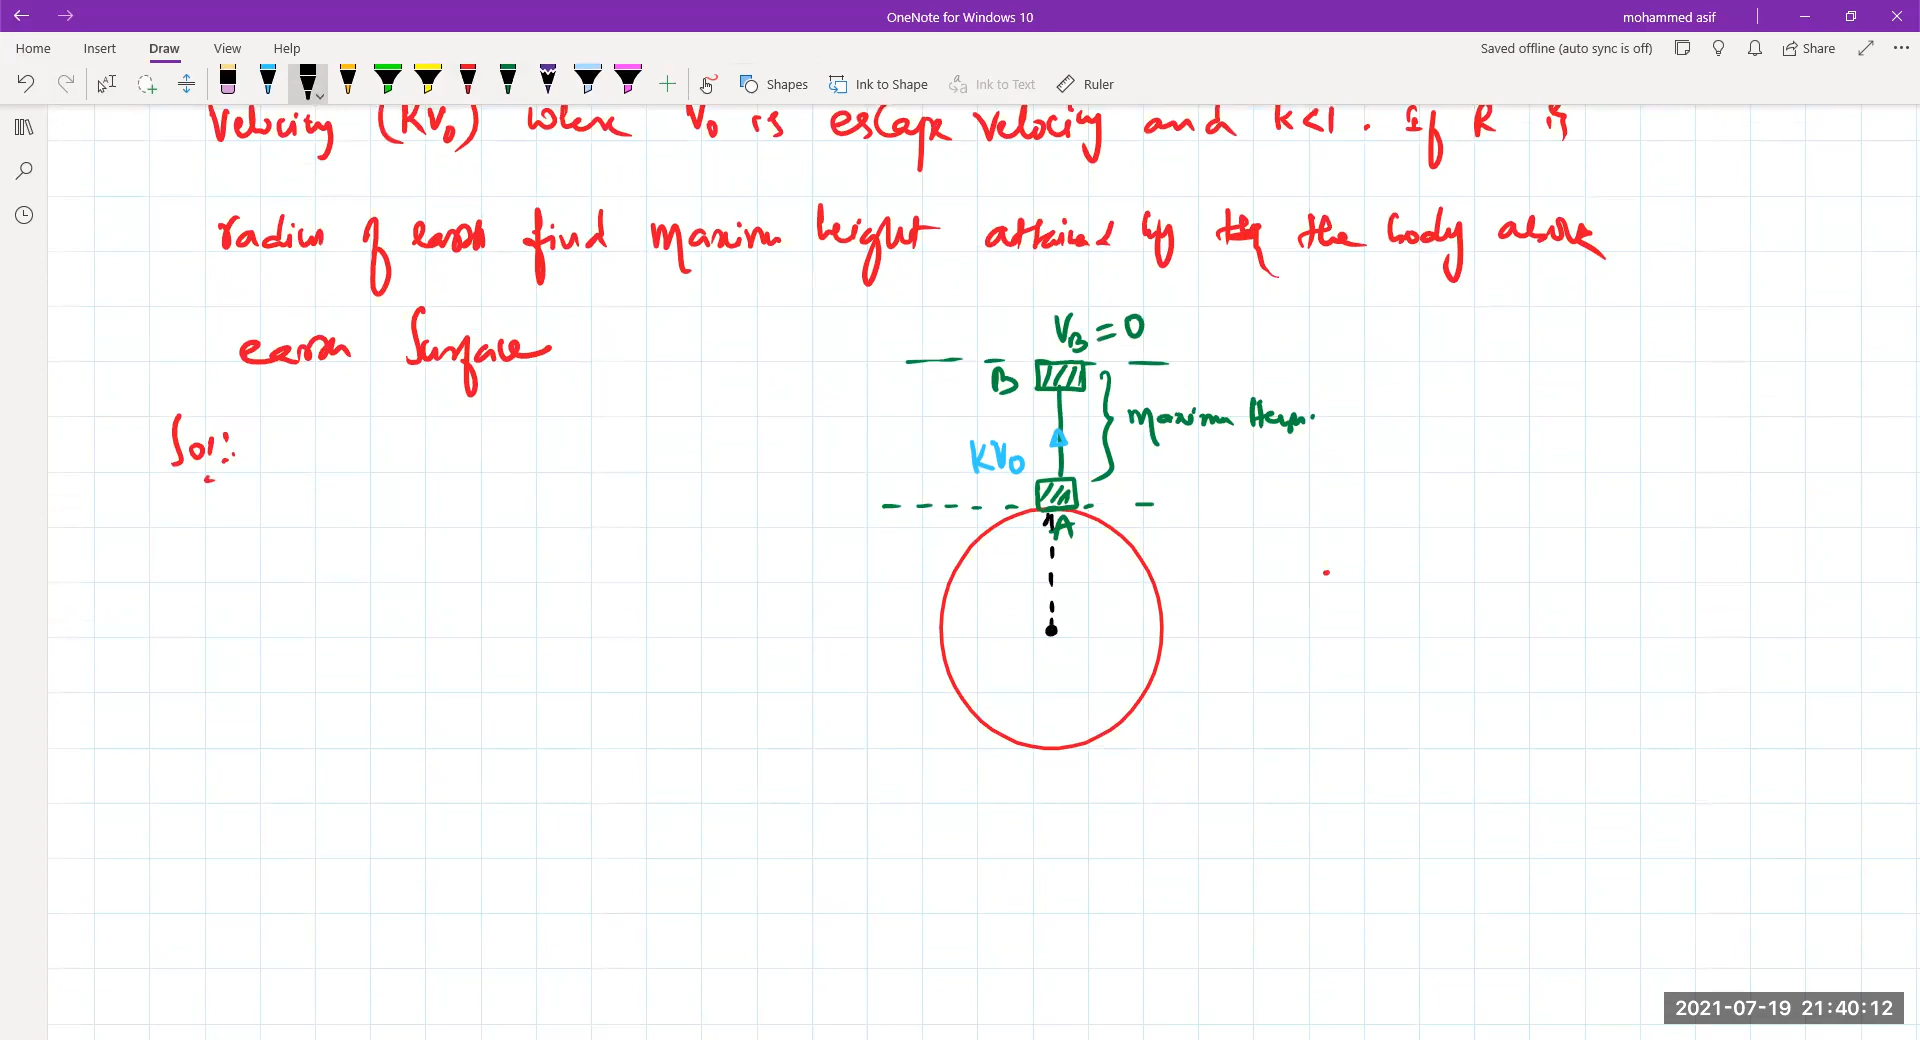 OneNote for Windows 10
mohammed asif
Home Insert Draw View Help
Saved offline (auto sync is off) Share
Shapes Ink to Shape Ink to Text Ruler
Velocity (KV₀) where V₀ is escape velocity and k<1. If R is
radius of earth find maximum height attained by the the body above
earth Surface
Sol:
V_B = 0
B
Maximum
KV₀
A
2021-07-19 21:40:12